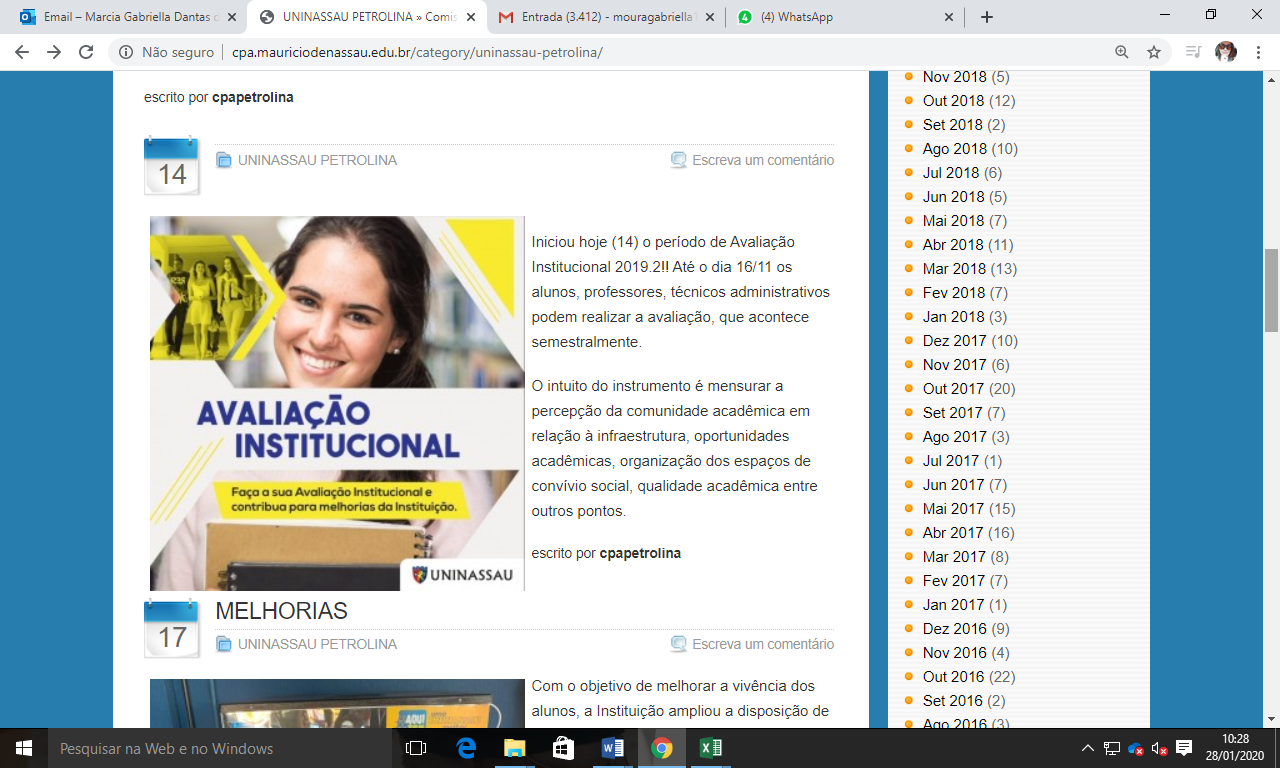 Email – Marcia Gabriella Dantas o
UNINASSAU PETROLINA » Comis
Entrada (3.412) - mouragabriella
(4) WhatsApp
Não seguro
cpa.mauriciodenassau.edu.br/category/uninassau-petrolina/
escrito por cpapetrolina
14
UNINASSAU PETROLINA
Escreva um comentário
AVALIAÇÃO
INSTITUCIONAL
Faça a sua Avaliação Institucional e
contribua para melhorias da Instituição.
UNINASSAU
Iniciou hoje (14) o período de Avaliação
Institucional 2019.2!! Até o dia 16/11 os
alunos, professores, técnicos administrativos
podem realizar a avaliação, que acontece
semestralmente.
O intuito do instrumento é mensurar a
percepção da comunidade acadêmica em
relação à infraestrutura, oportunidades
acadêmicas, organização dos espaços de
convívio social, qualidade acadêmica entre
outros pontos.
escrito por cpapetrolina
17
MELHORIAS
UNINASSAU PETROLINA
Escreva um comentário
AQUI
Com o objetivo de melhorar a vivência dos
alunos, a Instituição ampliou a disposição de
Nov 2018 (5)
Out 2018 (12)
Set 2018 (2)
Ago 2018 (10)
Jul 2018 (6)
Jun 2018 (5)
Mai 2018 (7)
Abr 2018 (11)
Mar 2018 (13)
Fev 2018 (7)
Jan 2018 (3)
Dez 2017 (10)
Nov 2017 (6)
Out 2017 (20)
Set 2017 (7)
Ago 2017 (3)
Jul 2017 (1)
Jun 2017 (7)
Mai 2017 (15)
Abr 2017 (16)
Mar 2017 (8)
Fev 2017 (7)
Jan 2017 (1)
Dez 2016 (9)
Nov 2016 (4)
Out 2016 (22)
Set 2016 (2)
Ago 2016 (3)
Pesquisar na Web e no Windows
10:28
28/01/2020